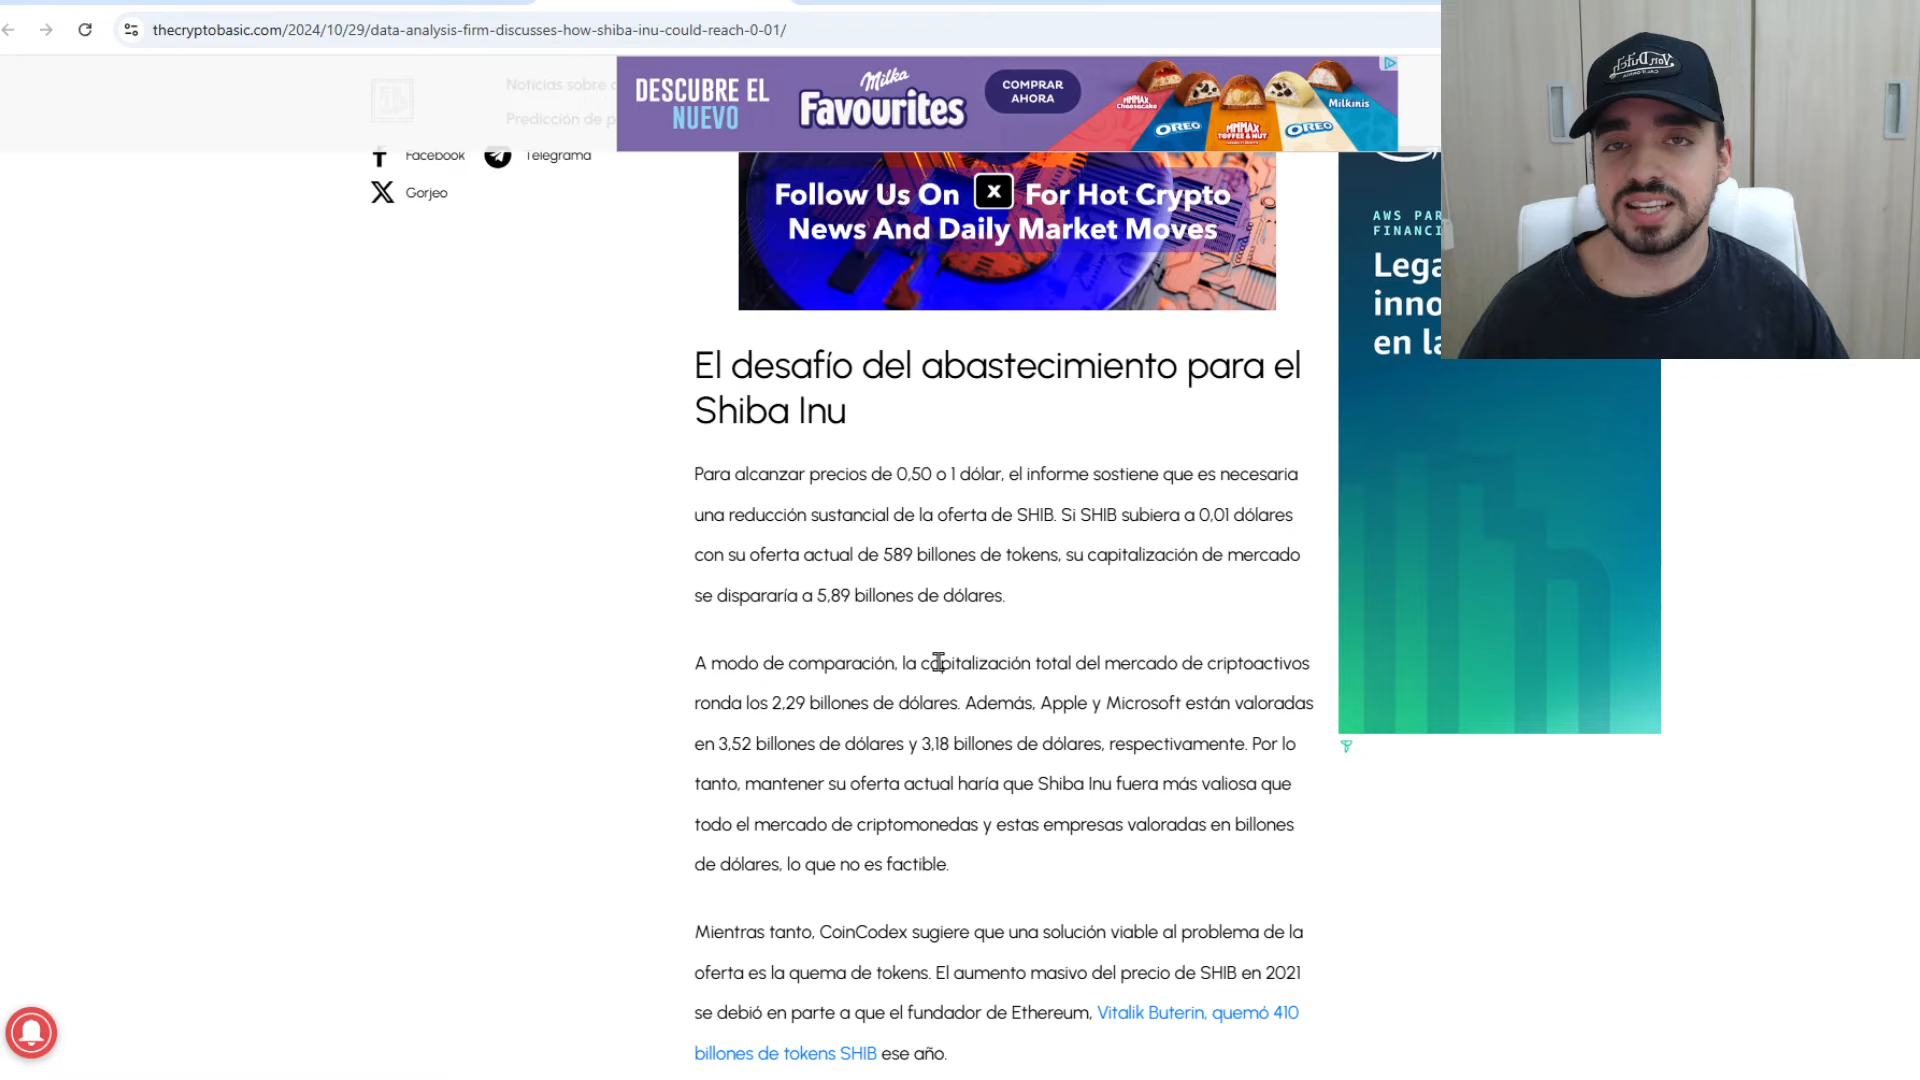 thecryptobasic.com/2024/10/29/data-analysis-firm-discusses-how-shiba-inu-could-reach-0-01/
Noticias sobre
Predicción de
Facebook
Telegrama
Gorjeo
DESCUBRE EL
NUEVO
Milka
Favourites
COMPRAR
AHORA
MMMAX
Cheesecake
OREO
MMMAX
TOFFEE & NUT
OREO
Milkinis
Follow Us On X For Hot Crypto
News And Daily Market Moves
AWS PAR
FINANCI
Lega
inno
en la
Von Dutch
El desafío del abastecimiento para el
Shiba Inu
Para alcanzar precios de 0,50 o 1 dólar, el informe sostiene que es necesaria
una reducción sustancial de la oferta de SHIB. Si SHIB subiera a 0,01 dólares
con su oferta actual de 589 billones de tokens, su capitalización de mercado
se dispararía a 5,89 billones de dólares.
A modo de comparación, la capitalización total del mercado de criptoactivos
ronda los 2,29 billones de dólares. Además, Apple y Microsoft están valoradas
en 3,52 billones de dólares y 3,18 billones de dólares, respectivamente. Por lo
tanto, mantener su oferta actual haría que Shiba Inu fuera más valiosa que
todo el mercado de criptomonedas y estas empresas valoradas en billones
de dólares, lo que no es factible.
Mientras tanto, CoinCodex sugiere que una solución viable al problema de la
oferta es la quema de tokens. El aumento masivo del precio de SHIB en 2021
se debió en parte a que el fundador de Ethereum, Vitalik Buterin, quemó 410
billones de tokens SHIB ese año.